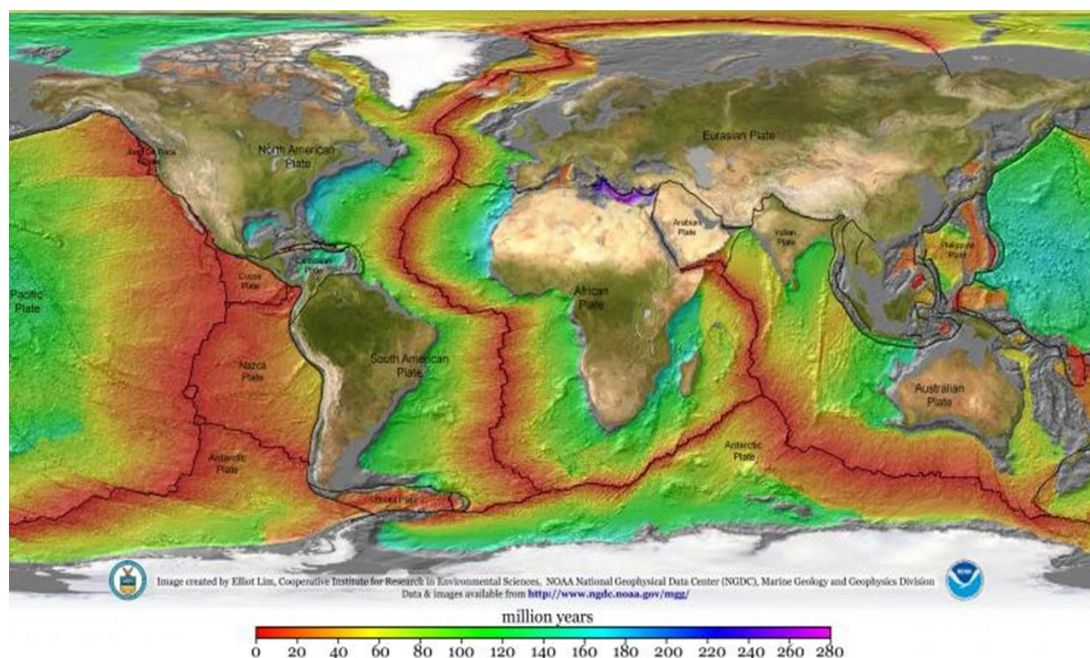 Eurasian Plate
North American
Plate
Arabian
Plate
Indian
Plate
Philippine
Plate
Caribbean
Plate
Cocos
Plate
Pacific
Plate
African
Plate
South American
Plate
Nazca
Plate
Australian
Plate
Antarctic
Plate
Antarctic
Plate
Image created by Elliot Lim, Cooperative Institute for Research in Environmental Sciences, NOAA National Geophysical Data Center (NGDC), Marine Geology and Geophysics Division
Data & images available from http://www.ngdc.noaa.gov/mgg/
million years
0 20 40 60 80 100 120 140 160 180 200 220 240 260 280